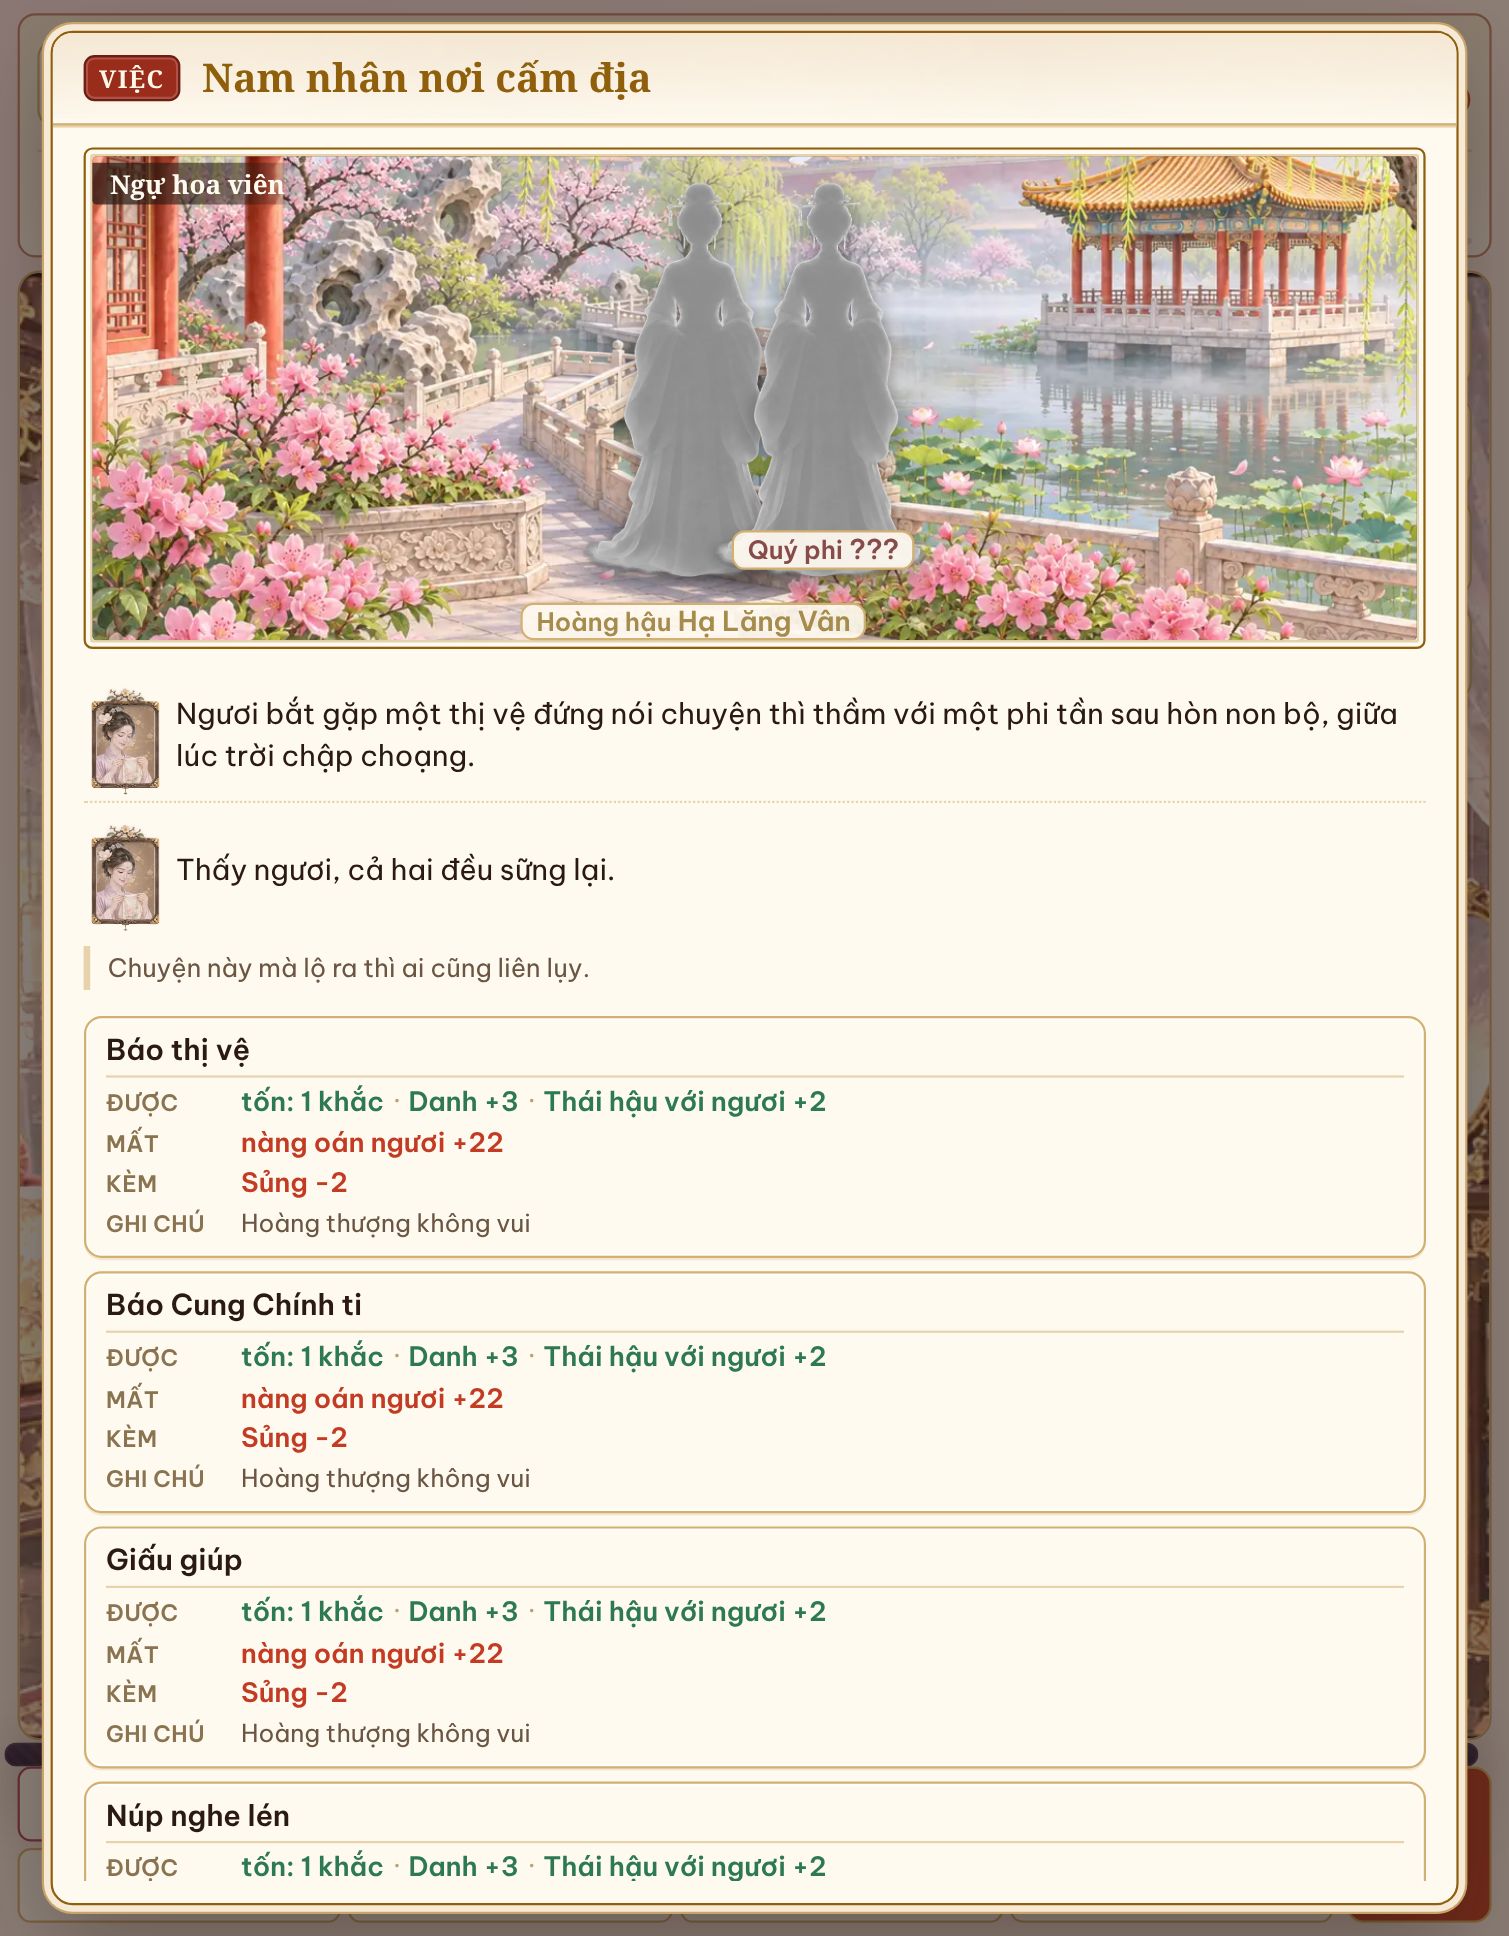 VIỆC Nam nhân nơi cấm địa
Ngự hoa viên
Quý phi ???
Hoàng hậu Hạ Lăng Vân
Ngươi bắt gặp một thị vệ đứng nói chuyện thì thầm với một phi tần sau hòn non bộ, giữa
lúc trời chập choạng.
Thấy ngươi, cả hai đều sững lại.
Chuyện này mà lộ ra thì ai cũng liên lụy.
Báo thị vệ
ĐƯỢC tốn: 1 khắc · Danh +3 · Thái hậu với ngươi +2
MẤT nàng oán ngươi +22
KÈM Sủng -2
GHI CHÚ Hoàng thượng không vui
Báo Cung Chính ti
ĐƯỢC tốn: 1 khắc · Danh +3 · Thái hậu với ngươi +2
MẤT nàng oán ngươi +22
KÈM Sủng -2
GHI CHÚ Hoàng thượng không vui
Giấu giúp
ĐƯỢC tốn: 1 khắc · Danh +3 · Thái hậu với ngươi +2
MẤT nàng oán ngươi +22
KÈM Sủng -2
GHI CHÚ Hoàng thượng không vui
Núp nghe lén
ĐƯỢC tốn: 1 khắc · Danh +3 · Thái hậu với ngươi +2